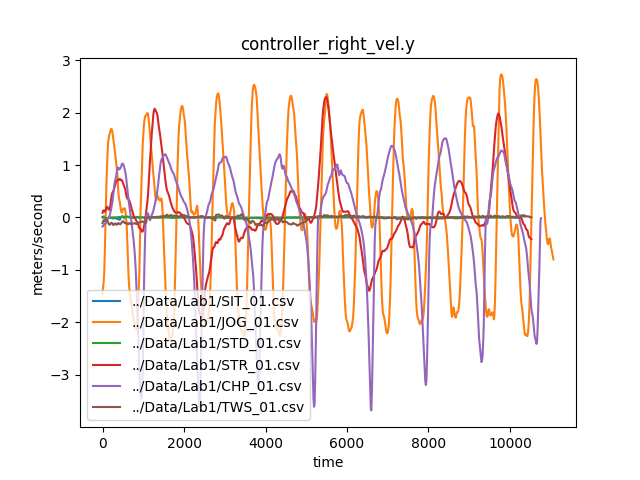 controller_right_vel.y
meters/second
3
2
1
0
−1
−2
−3
../Data/Lab1/SIT_01.csv
../Data/Lab1/JOG_01.csv
../Data/Lab1/STD_01.csv
../Data/Lab1/STR_01.csv
../Data/Lab1/CHP_01.csv
../Data/Lab1/TWS_01.csv
0 2000 4000 6000 8000 10000
time